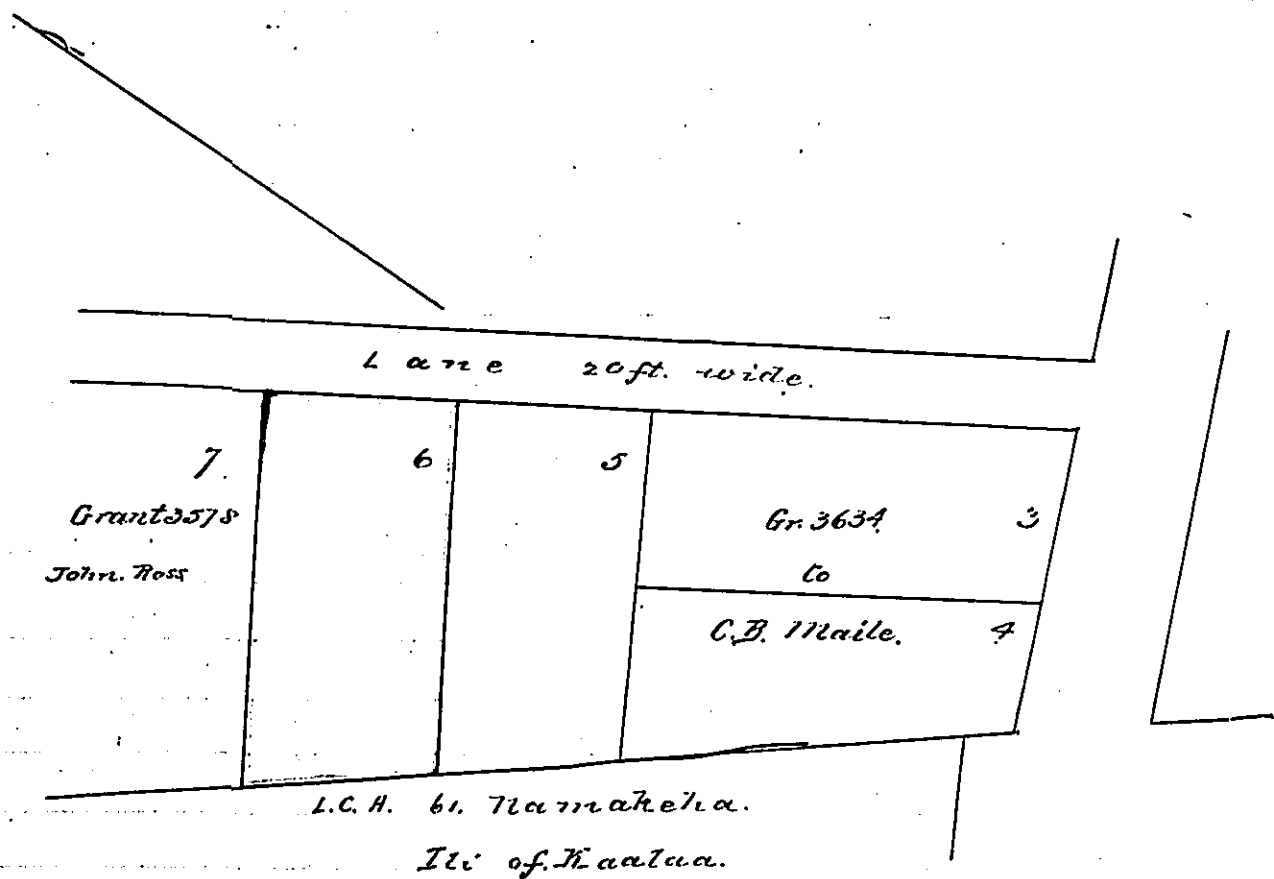 Lane 20ft. wide.
7.
6
5
Grant 3578
Gr. 3634
3
John. Ross
to
C.B. Maile.
4
L.C.A. 61. Namakeha.
Ili of. Kaalaa.